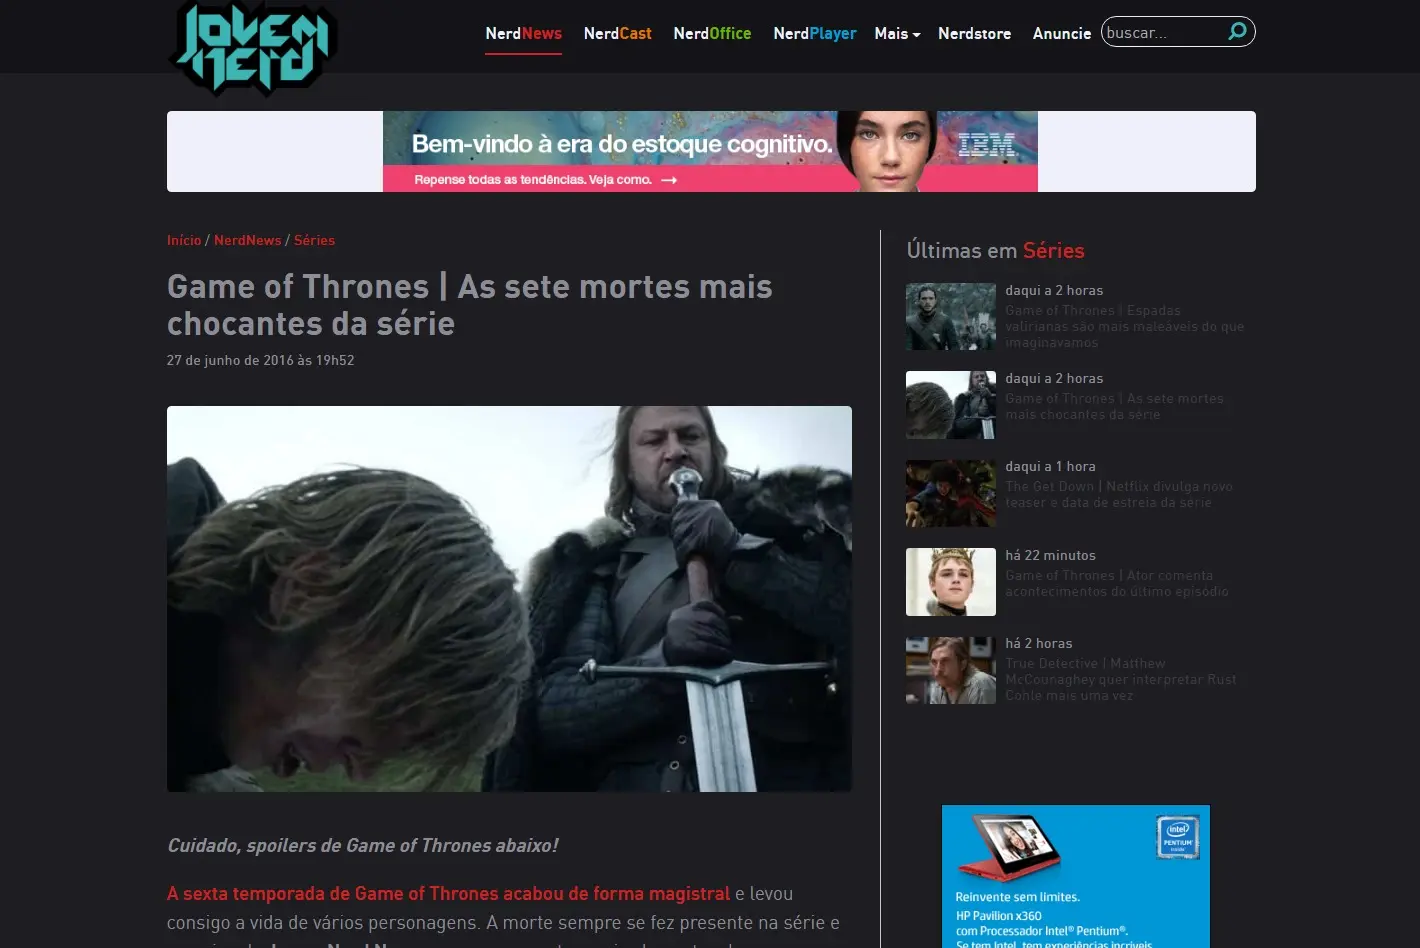 JOVEM
NERD
NerdNews NerdCast NerdOffice NerdPlayer Mais Nerdstore Anuncie buscar...
Bem-vindo à era do estoque cognitivo.
IBM
Repense todas as tendências. Veja como. →
Início / NerdNews / Séries
Game of Thrones | As sete mortes mais
chocantes da série
27 de junho de 2016 às 19h52
Cuidado, spoilers de Game of Thrones abaixo!
A sexta temporada de Game of Thrones acabou de forma magistral e levou
consigo a vida de vários personagens. A morte sempre se fez presente na série e
Últimas em Séries
daqui a 2 horas
Game of Thrones | Espadas
valirianas são mais maleáveis do que
imaginavamos
daqui a 2 horas
Game of Thrones | As sete mortes
mais chocantes da série
daqui a 1 hora
The Get Down | Netflix divulga novo
teaser e data de estreia da série
há 22 minutos
Game of Thrones | Ator comenta
acontecimentos do último episódio
há 2 horas
True Detective | Matthew
McCounaghey quer interpretar Rust
Cohle mais uma vez
intel
PENTIUM
inside
Reinvente sem limites.
HP Pavilion x360
com Processador Intel® Pentium®.
Se tem Intel, tem experiências incríveis